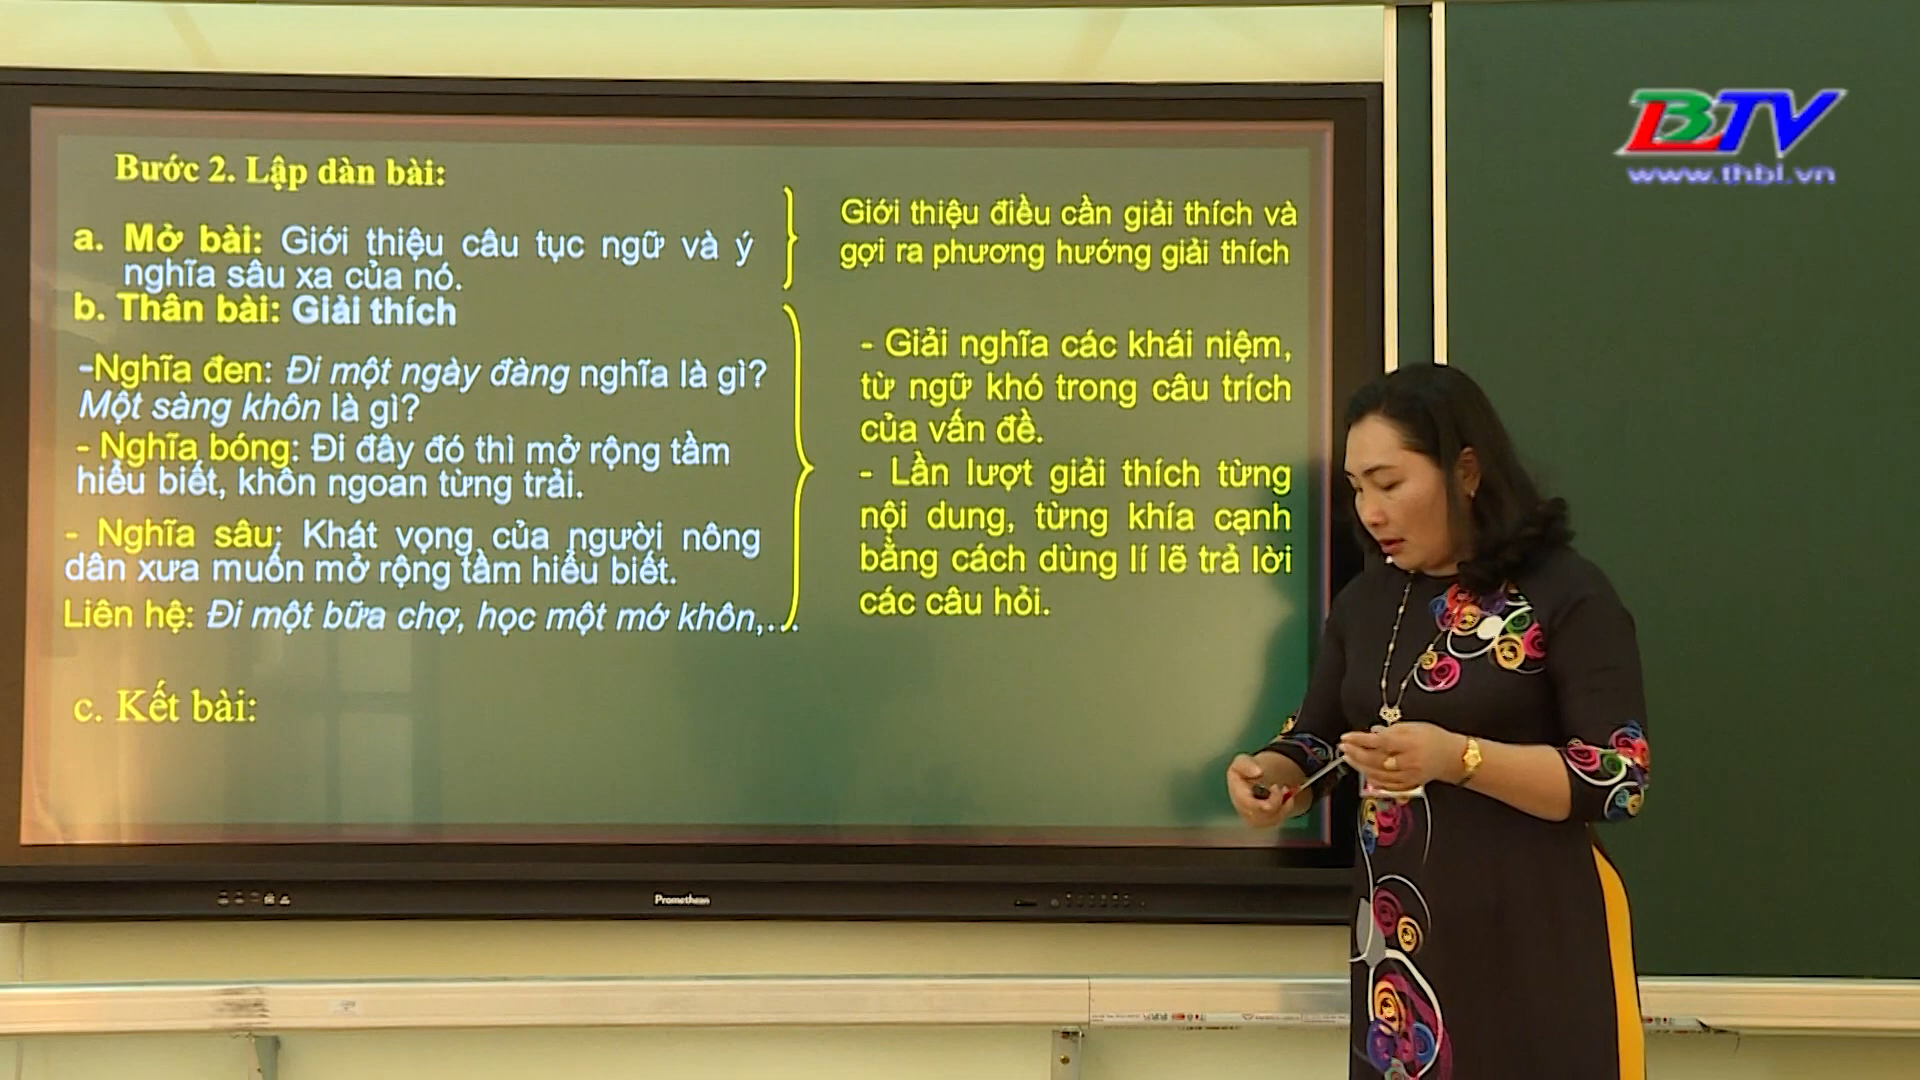 BTV
www.thbl.vn
Bước 2. Lập dàn bài:
a. Mở bài: Giới thiệu câu tục ngữ và ý
nghĩa sâu xa của nó.
b. Thân bài: Giải thích
-Nghĩa đen: Đi một ngày đàng nghĩa là gì?
Một sàng khôn là gì?
- Nghĩa bóng: Đi đây đó thì mở rộng tầm
hiểu biết, khôn ngoan từng trải.
- Nghĩa sâu: Khát vọng của người nông
dân xưa muốn mở rộng tầm hiểu biết.
Liên hệ: Đi một bữa chợ, học một mớ khôn,...
c. Kết bài:
Giới thiệu điều cần giải thích và
gợi ra phương hướng giải thích
- Giải nghĩa các khái niệm,
từ ngữ khó trong câu trích
của vấn đề.
- Lần lượt giải thích từng
nội dung, từng khía cạnh
bằng cách dùng lí lẽ trả lời
các câu hỏi.
Promethean